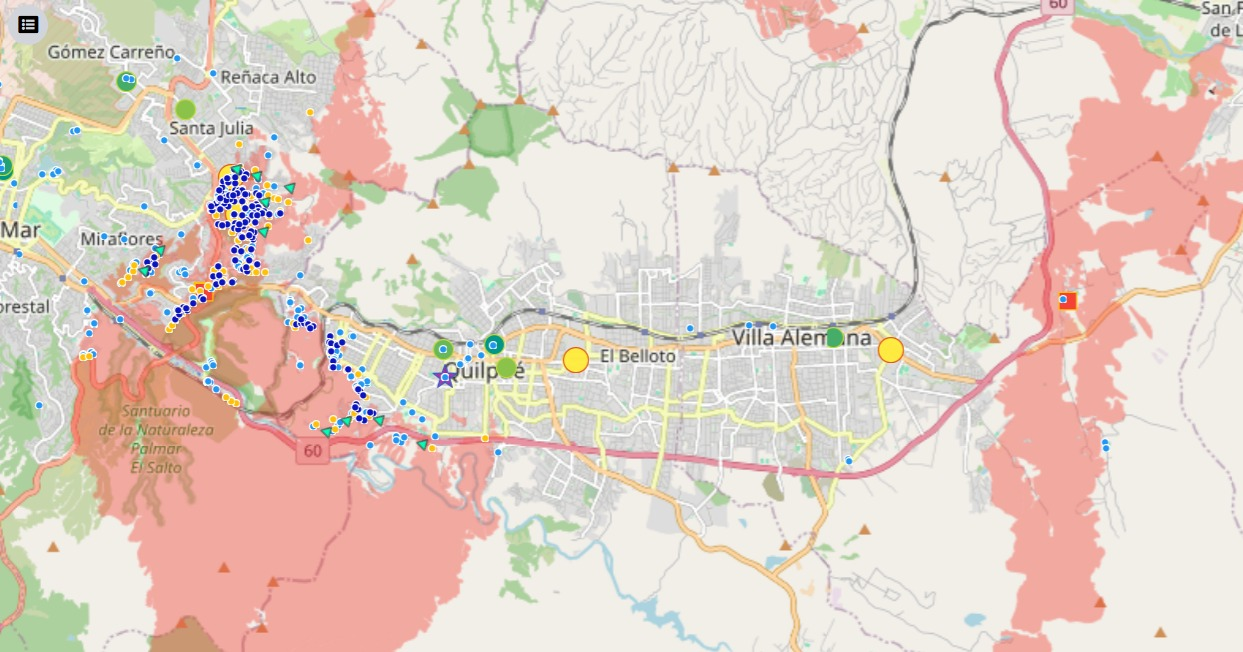 60
San F
de L
Gómez Carreño
Reñaca Alto
Santa Julia
Mar
Miraflores
orestal
Villa Alemana
El Belloto
Quilpué
Santuario
de la Naturaleza
Palmar
El Salto
60